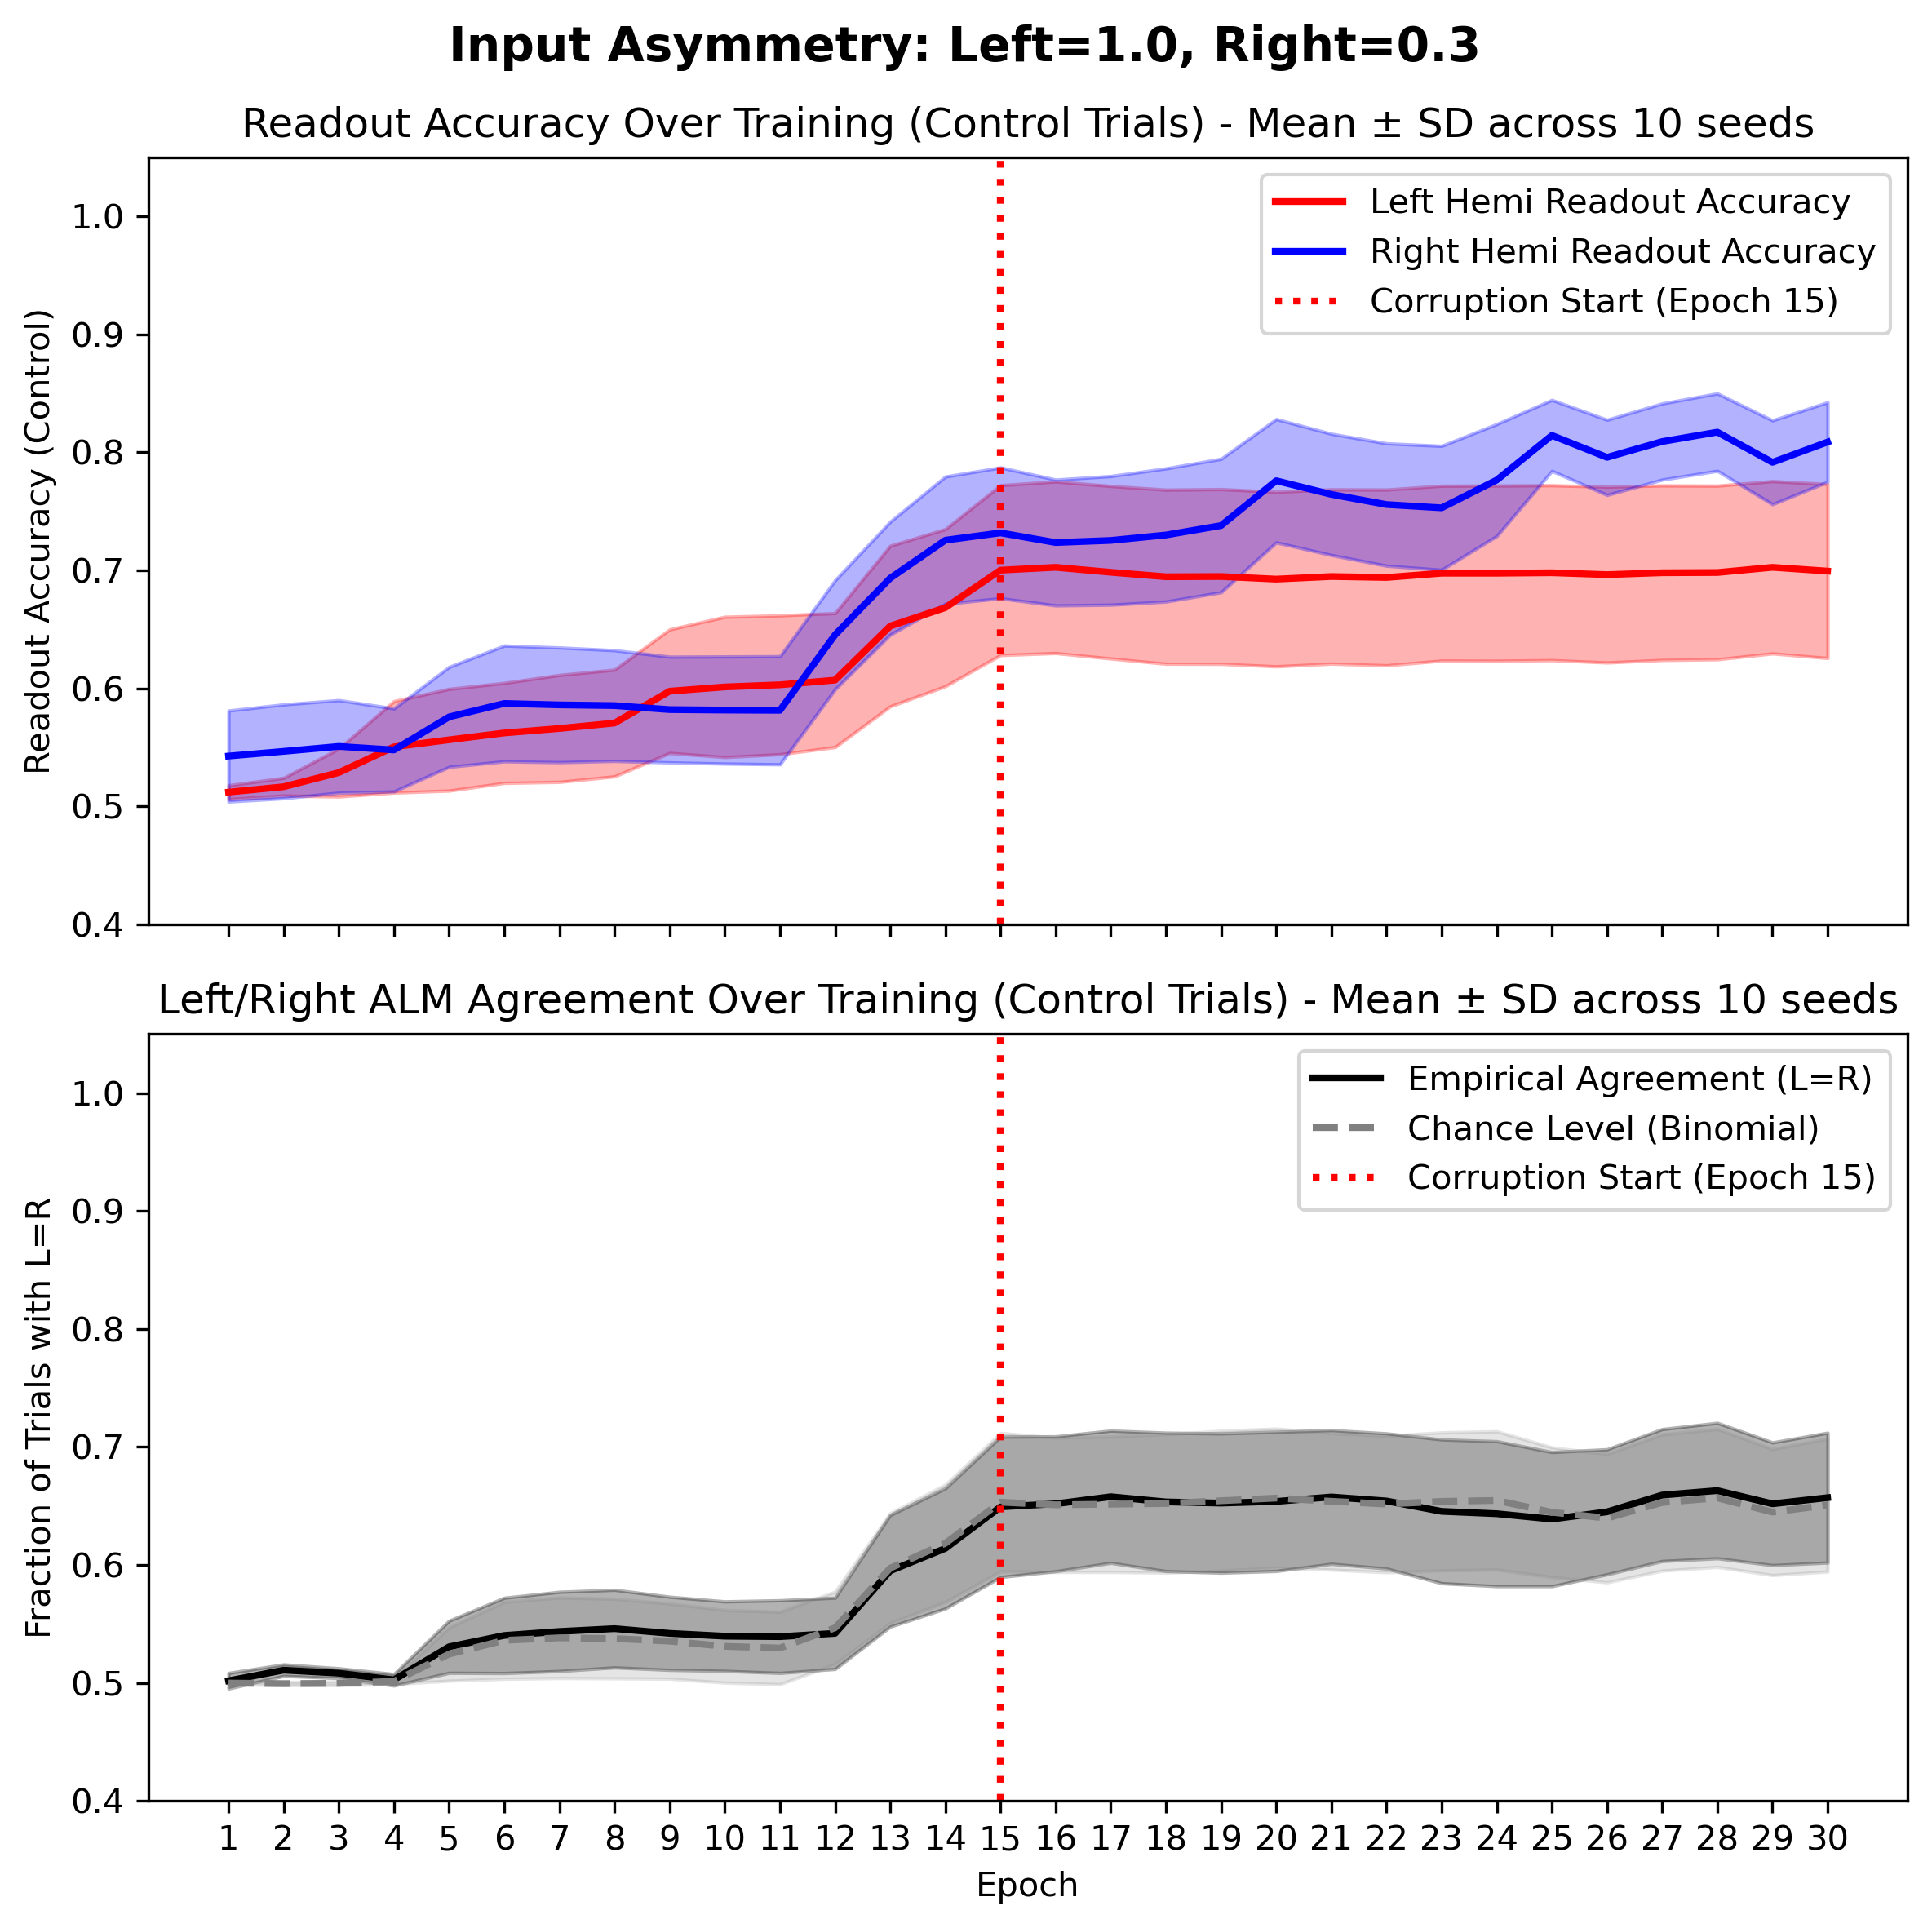 Input Asymmetry: Left=1.0, Right=0.3
Readout Accuracy Over Training (Control Trials) - Mean ± SD across 10 seeds
Left Hemi Readout Accuracy
Right Hemi Readout Accuracy
Corruption Start (Epoch 15)
Readout Accuracy (Control)
1.0
0.9
0.8
0.7
0.6
0.5
0.4
Left/Right ALM Agreement Over Training (Control Trials) - Mean ± SD across 10 seeds
Empirical Agreement (L=R)
Chance Level (Binomial)
Corruption Start (Epoch 15)
Fraction of Trials with L=R
1.0
0.9
0.8
0.7
0.6
0.5
0.4
1 2 3 4 5 6 7 8 9 10 11 12 13 14 15 16 17 18 19 20 21 22 23 24 25 26 27 28 29 30
Epoch